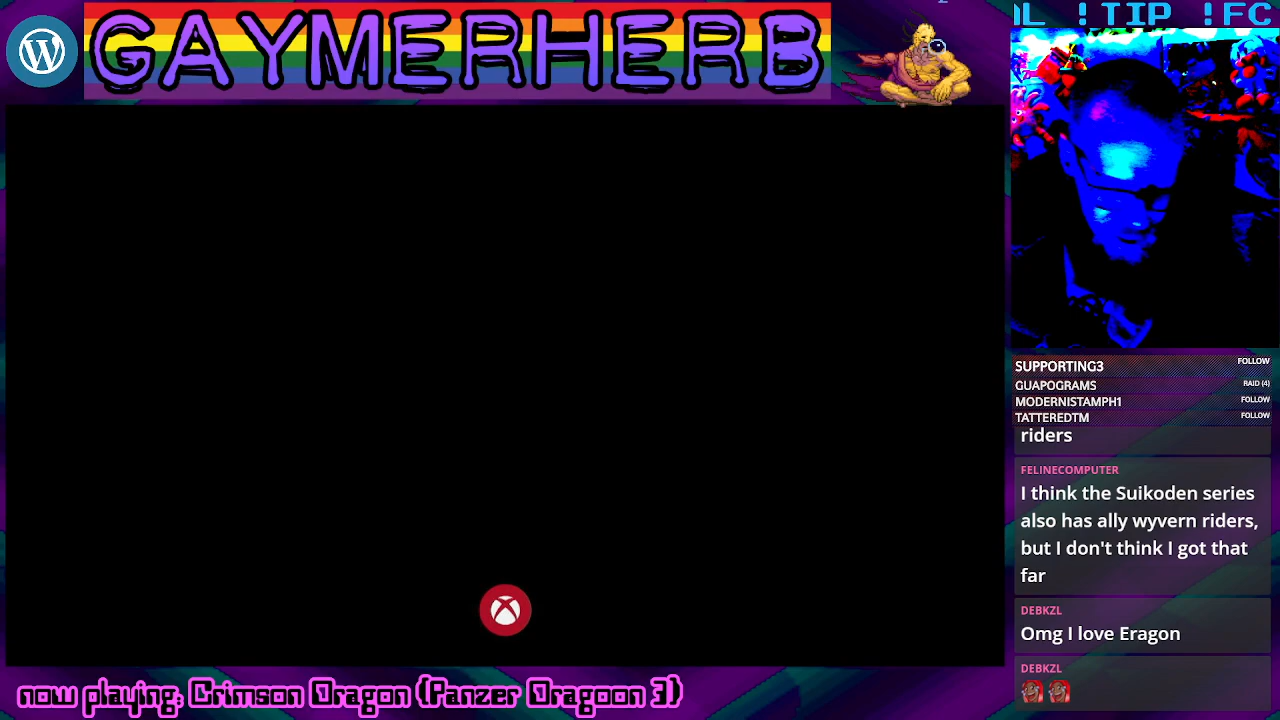 GAYMERHERB
!TIP !FC
SUPPORTING3 FOLLOW
GUAPOGRAMS RAID (4)
MODERNISTAMPH1 FOLLOW
TATTEREDTM FOLLOW
riders
FELINECOMPUTER
I think the Suikoden series
also has ally wyvern riders,
but I don't think I got that
far
DEBKZL
Omg I love Eragon
DEBKZL
now playing: Crimson Dragon (Panzer Dragoon 3)